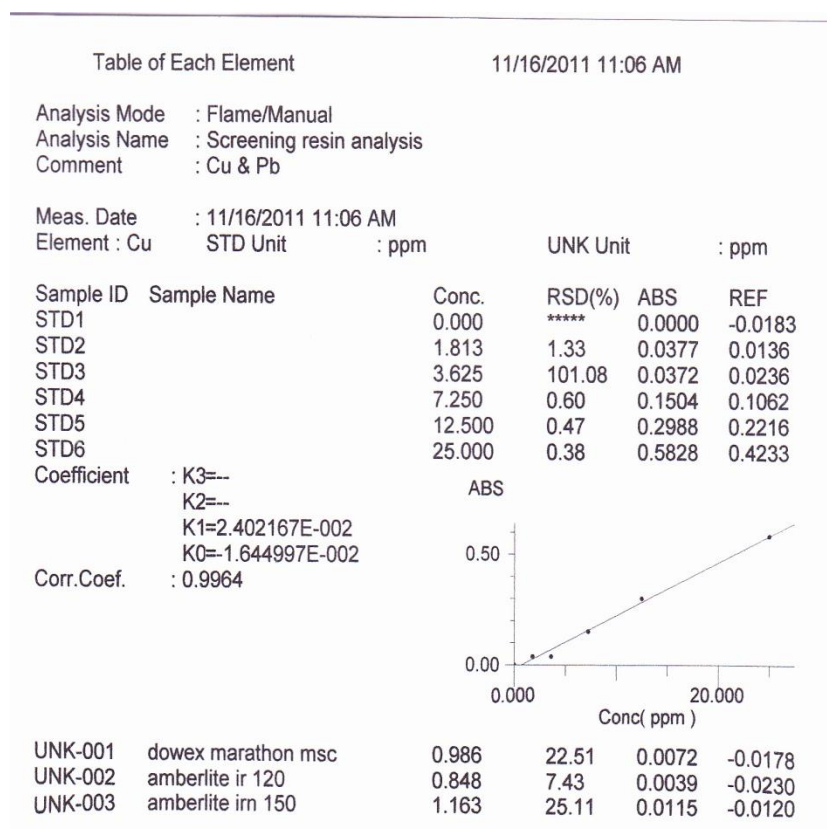 Table of Each Element 11/16/2011 11:06 AM
Analysis Mode : Flame/Manual
Analysis Name : Screening resin analysis
Comment : Cu & Pb
Meas. Date : 11/16/2011 11:06 AM
Element : Cu STD Unit : ppm UNK Unit : ppm
Sample ID Sample Name Conc. RSD(%) ABS REF
STD1 0.000 ***** 0.0000 -0.0183
STD2 1.813 1.33 0.0377 0.0136
STD3 3.625 101.08 0.0372 0.0236
STD4 7.250 0.60 0.1504 0.1062
STD5 12.500 0.47 0.2988 0.2216
STD6 25.000 0.38 0.5828 0.4233
Coefficient : K3=--
K2=--
K1=2.402167E-002
K0=-1.644997E-002
Corr.Coef. : 0.9964
ABS
0.50
0.00
0.000 20.000
Conc( ppm )
UNK-001 dowex marathon msc 0.986 22.51 0.0072 -0.0178
UNK-002 amberlite ir 120 0.848 7.43 0.0039 -0.0230
UNK-003 amberlite irn 150 1.163 25.11 0.0115 -0.0120